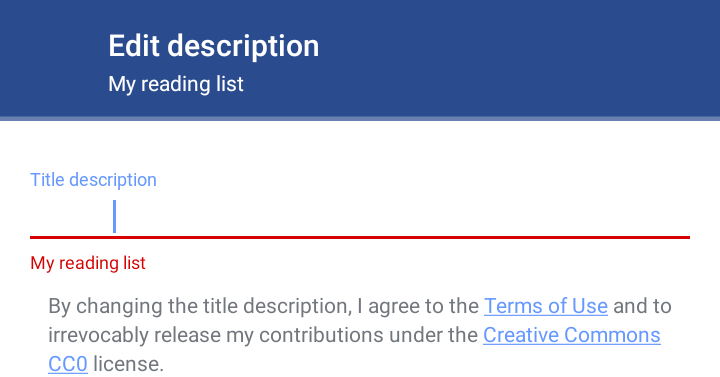 Edit description
My reading list
Title description
My reading list
By changing the title description, I agree to the Terms of Use and to
irrevocably release my contributions under the Creative Commons
CC0 license.